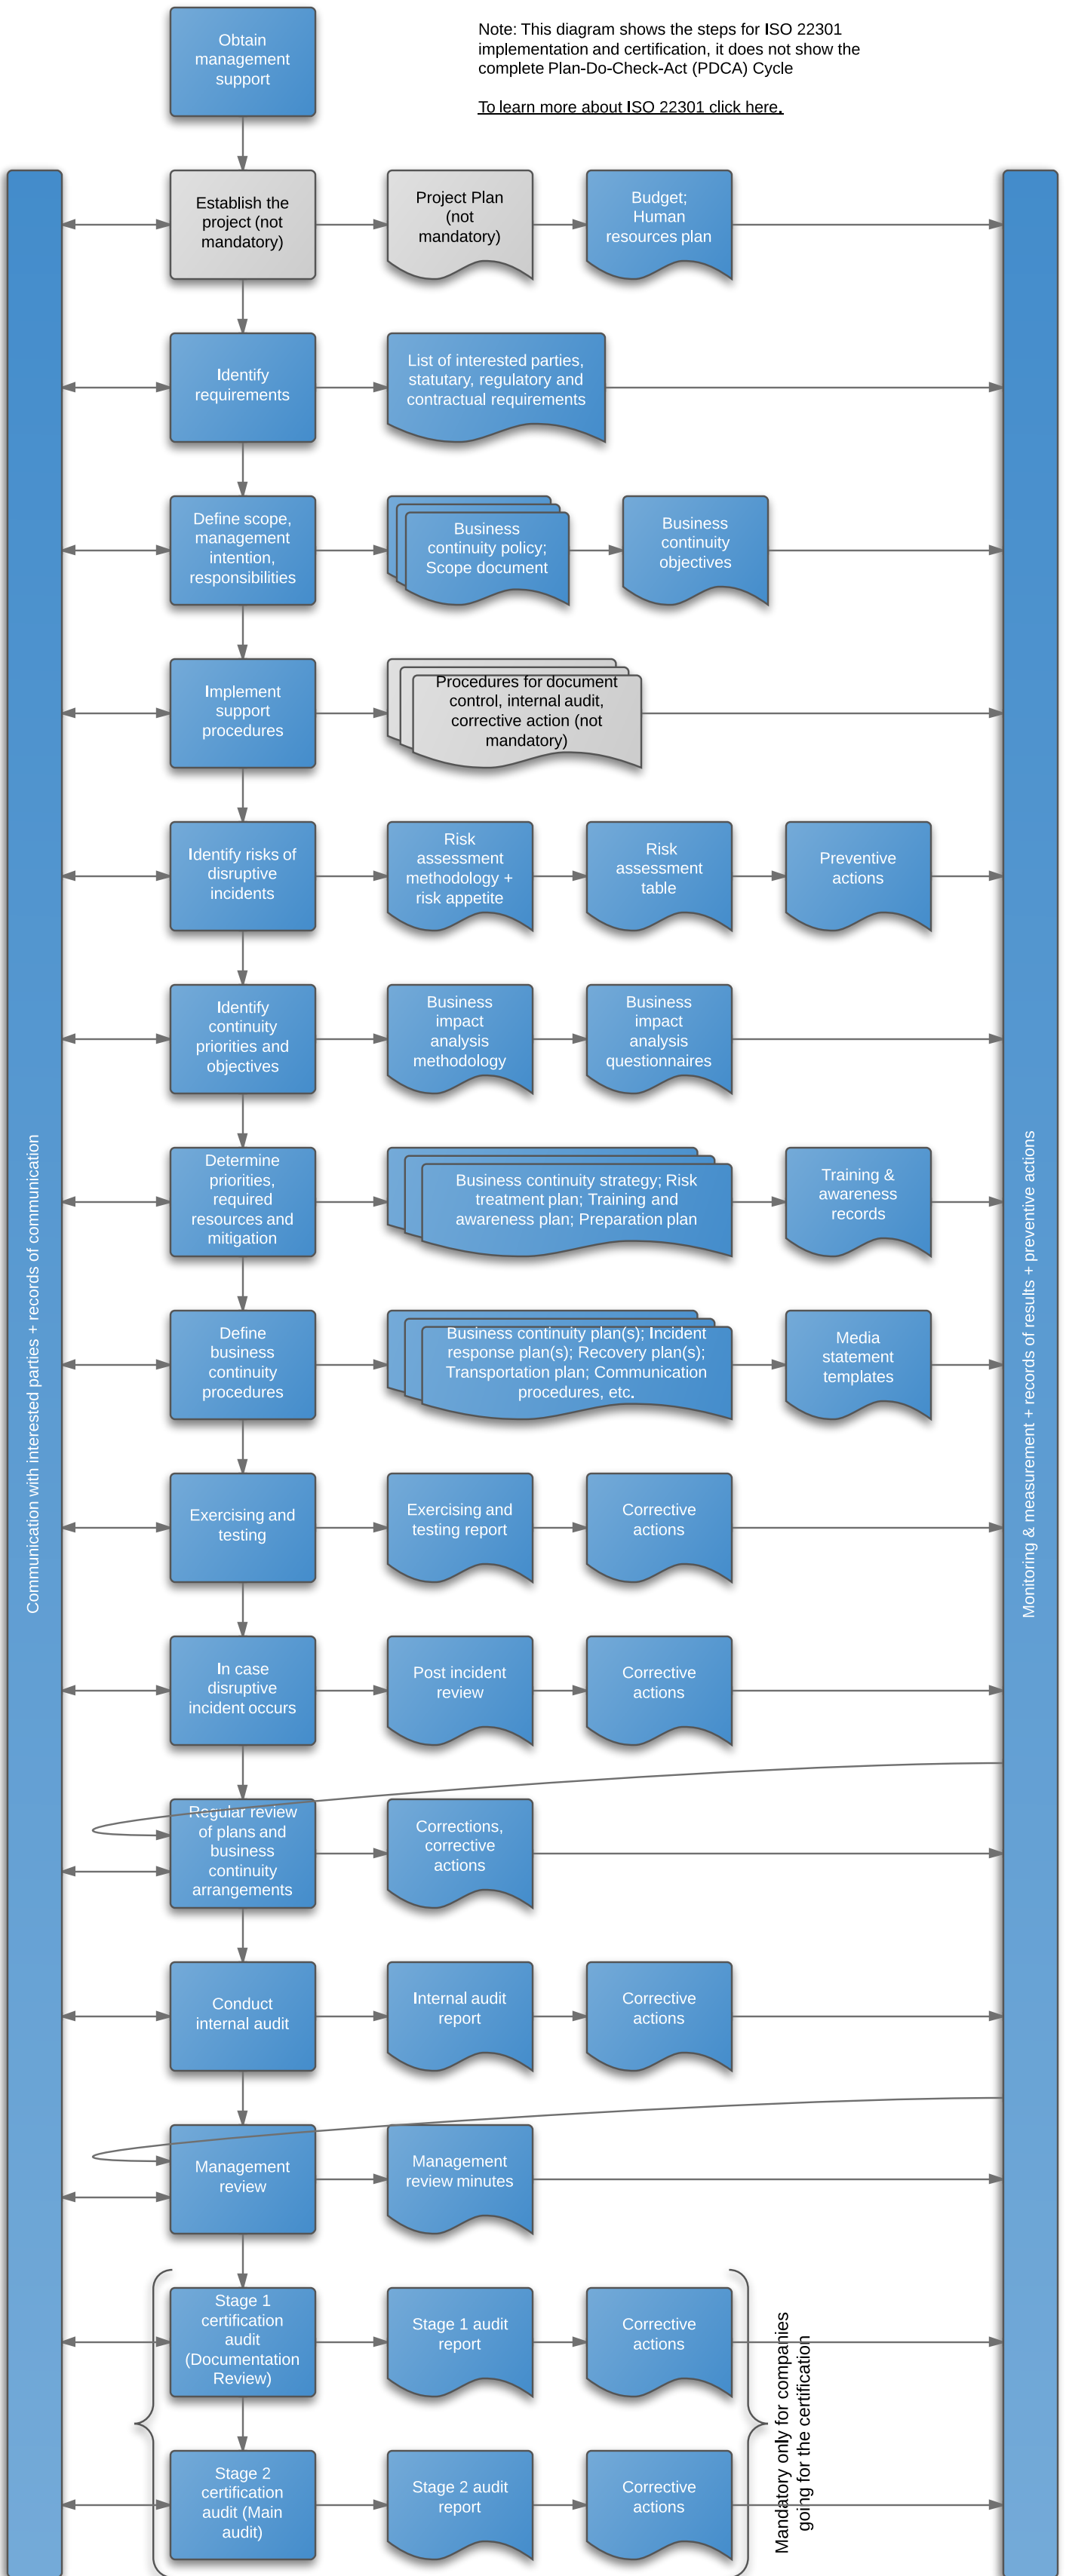 Obtain
management
support
Note: This diagram shows the steps for ISO 22301
implementation and certification, it does not show the
complete Plan-Do-Check-Act (PDCA) Cycle
To learn more about ISO 22301 click here.
Establish the
project (not
mandatory)
Project Plan
(not
mandatory)
Budget;
Human
resources plan
Identify
requirements
List of interested parties,
statutary, regulatory and
contractual requirements
Define scope,
management
intention,
responsibilities
Business
continuity policy;
Scope document
Business
continuity
objectives
Implement
support
procedures
Procedures for document
control, internal audit,
corrective action (not
mandatory)
Identify risks of
disruptive
incidents
Risk
assessment
methodology +
risk appetite
Risk
assessment
table
Preventive
actions
Identify
continuity
priorities and
objectives
Business
impact
analysis
methodology
Business
impact
analysis
questionnaires
Determine
priorities,
required
resources and
mitigation
Business continuity strategy; Risk
treatment plan; Training and
awareness plan; Preparation plan
Training &
awareness
records
Define
business
continuity
procedures
Business continuity plan(s); Incident
response plan(s); Recovery plan(s);
Transportation plan; Communication
procedures, etc.
Media
statement
templates
Communication with interested parties + records of communication
Monitoring & measurement + records of results + preventive actions
Exercising and
testing
Exercising and
testing report
Corrective
actions
In case
disruptive
incident occurs
Post incident
review
Corrective
actions
Regular review
of plans and
business
continuity
arrangements
Corrections,
corrective
actions
Conduct
internal audit
Internal audit
report
Corrective
actions
Management
review
Management
review minutes
Stage 1
certification
audit
(Documentation
Review)
Stage 1 audit
report
Corrective
actions
Stage 2
certification
audit (Main
audit)
Stage 2 audit
report
Corrective
actions
Mandatory only for companies
going for the certification